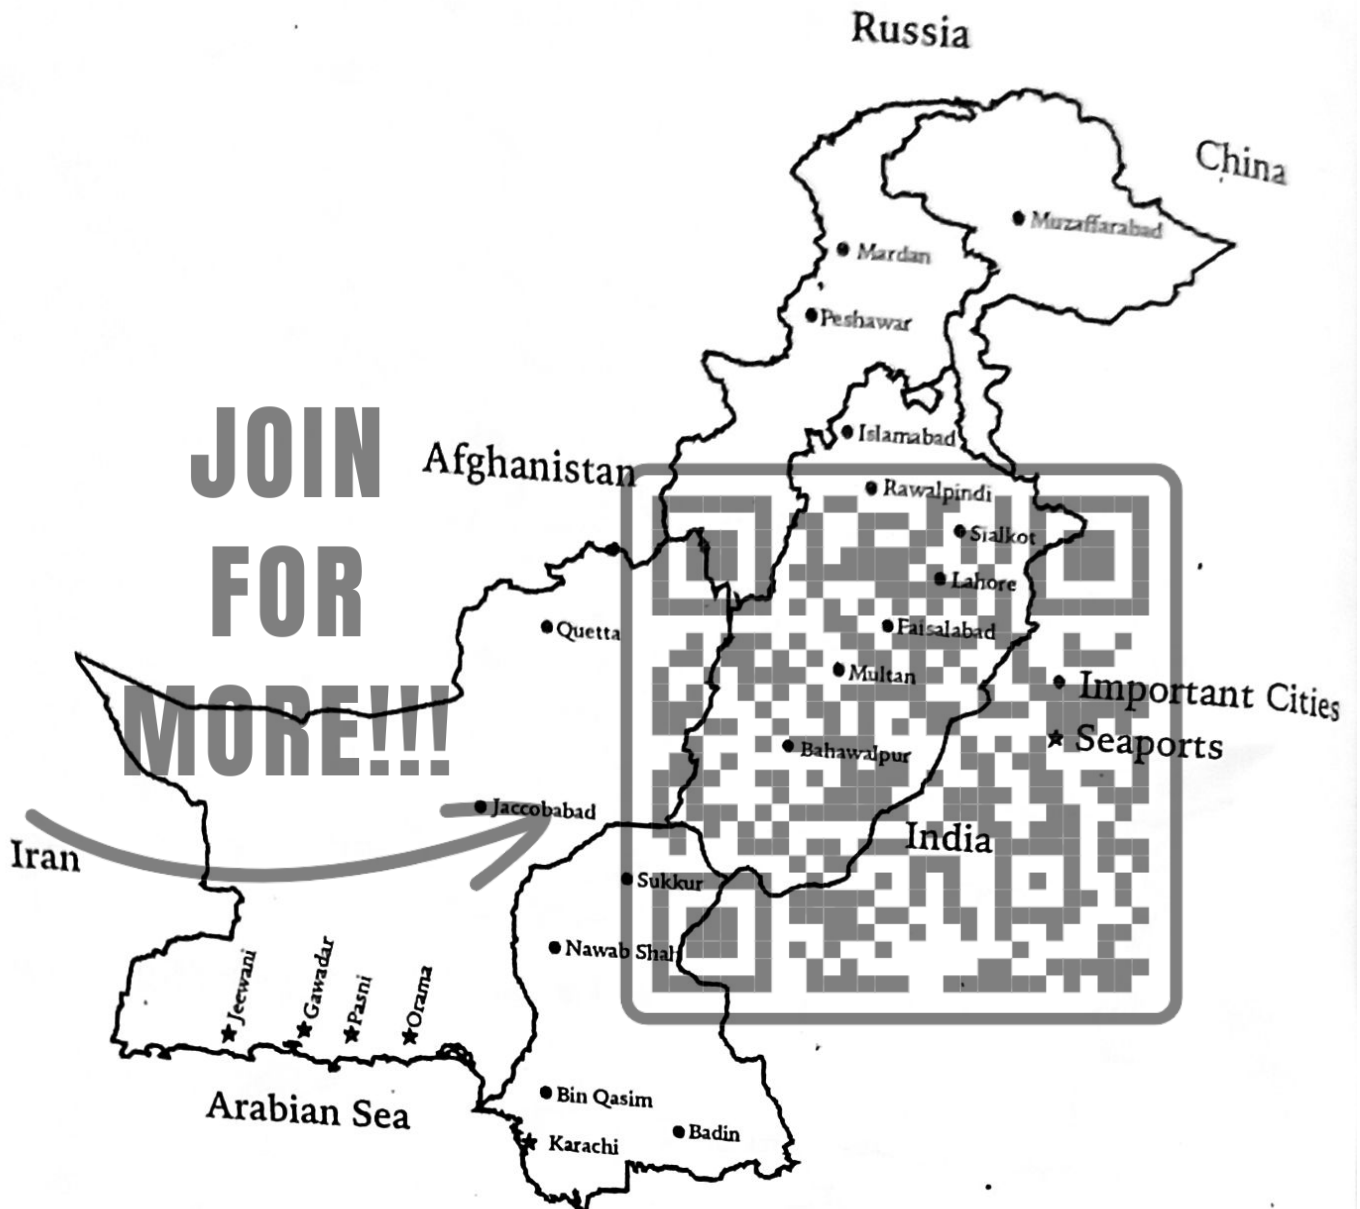 Russia
China
Muzaffarabad
Mardan
Peshawar
JOIN
FOR
MORE!!!
Afghanistan
Islamabad
Rawalpindi
Sialkot
Lahore
Quetta
Faisalabad
Multan
Important Cities
Seaports
Bahawalpur
Jaccobabad
India
Iran
Sukkur
Nawab Shah
Jeewani
Gawadar
Pasni
Orama
Arabian Sea
Bin Qasim
Badin
Karachi